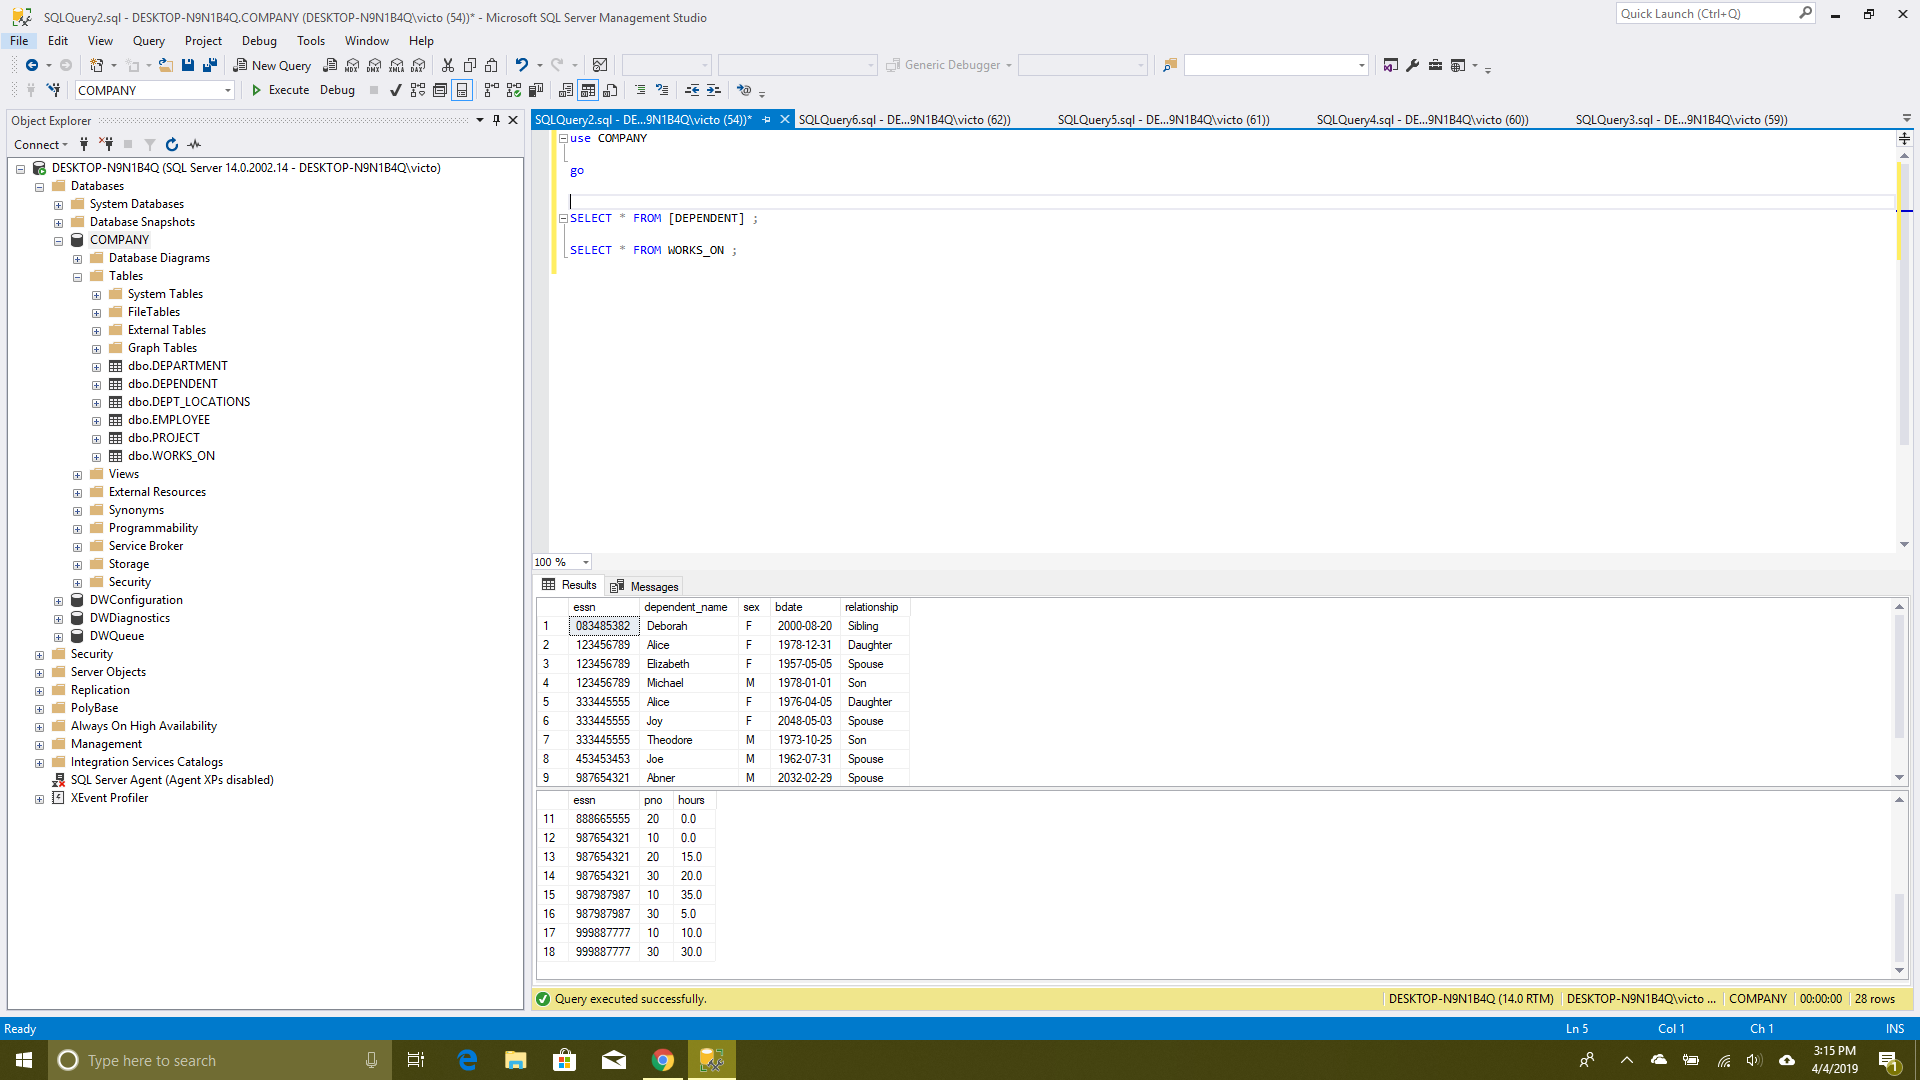 SQLQuery2.sql - DESKTOP-N9N1B4Q.COMPANY (DESKTOP-N9N1B4Q\victo (54))* - Microsoft SQL Server Management Studio
Quick Launch (Ctrl+Q)
File Edit View Query Project Debug Tools Window Help
New Query
MDX DMX XMLA DAX
Generic Debugger
COMPANY
Execute Debug
Object Explorer
Connect
DESKTOP-N9N1B4Q (SQL Server 14.0.2002.14 - DESKTOP-N9N1B4Q\victo)
Databases
System Databases
Database Snapshots
COMPANY
Database Diagrams
Tables
System Tables
FileTables
External Tables
Graph Tables
dbo.DEPARTMENT
dbo.DEPENDENT
dbo.DEPT_LOCATIONS
dbo.EMPLOYEE
dbo.PROJECT
dbo.WORKS_ON
Views
External Resources
Synonyms
Programmability
Service Broker
Storage
Security
DWConfiguration
DWDiagnostics
DWQueue
Security
Server Objects
Replication
PolyBase
Always On High Availability
Management
Integration Services Catalogs
SQL Server Agent (Agent XPs disabled)
XEvent Profiler
SQLQuery2.sql - DE...9N1B4Q\victo (54))* SQLQuery6.sql - DE...9N1B4Q\victo (62)) SQLQuery5.sql - DE...9N1B4Q\victo (61)) SQLQuery4.sql - DE...9N1B4Q\victo (60)) SQLQuery3.sql - DE...9N1B4Q\victo (59))
use COMPANY
go
SELECT * FROM [DEPENDENT] ;
SELECT * FROM WORKS_ON ;
100 %
Results Messages
essn dependent_name sex bdate relationship
1 083485382 Deborah F 2000-08-20 Sibling
2 123456789 Alice F 1978-12-31 Daughter
3 123456789 Elizabeth F 1957-05-05 Spouse
4 123456789 Michael M 1978-01-01 Son
5 333445555 Alice F 1976-04-05 Daughter
6 333445555 Joy F 2048-05-03 Spouse
7 333445555 Theodore M 1973-10-25 Son
8 453453453 Joe M 1962-07-31 Spouse
9 987654321 Abner M 2032-02-29 Spouse
essn pno hours
11 888665555 20 0.0
12 987654321 10 0.0
13 987654321 20 15.0
14 987654321 30 20.0
15 987987987 10 35.0
16 987987987 30 5.0
17 999887777 10 10.0
18 999887777 30 30.0
Query executed successfully. DESKTOP-N9N1B4Q (14.0 RTM) DESKTOP-N9N1B4Q\victo ... COMPANY 00:00:00 28 rows
Ready Ln 5 Col 1 Ch 1 INS
Type here to search
3:15 PM
4/4/2019
1